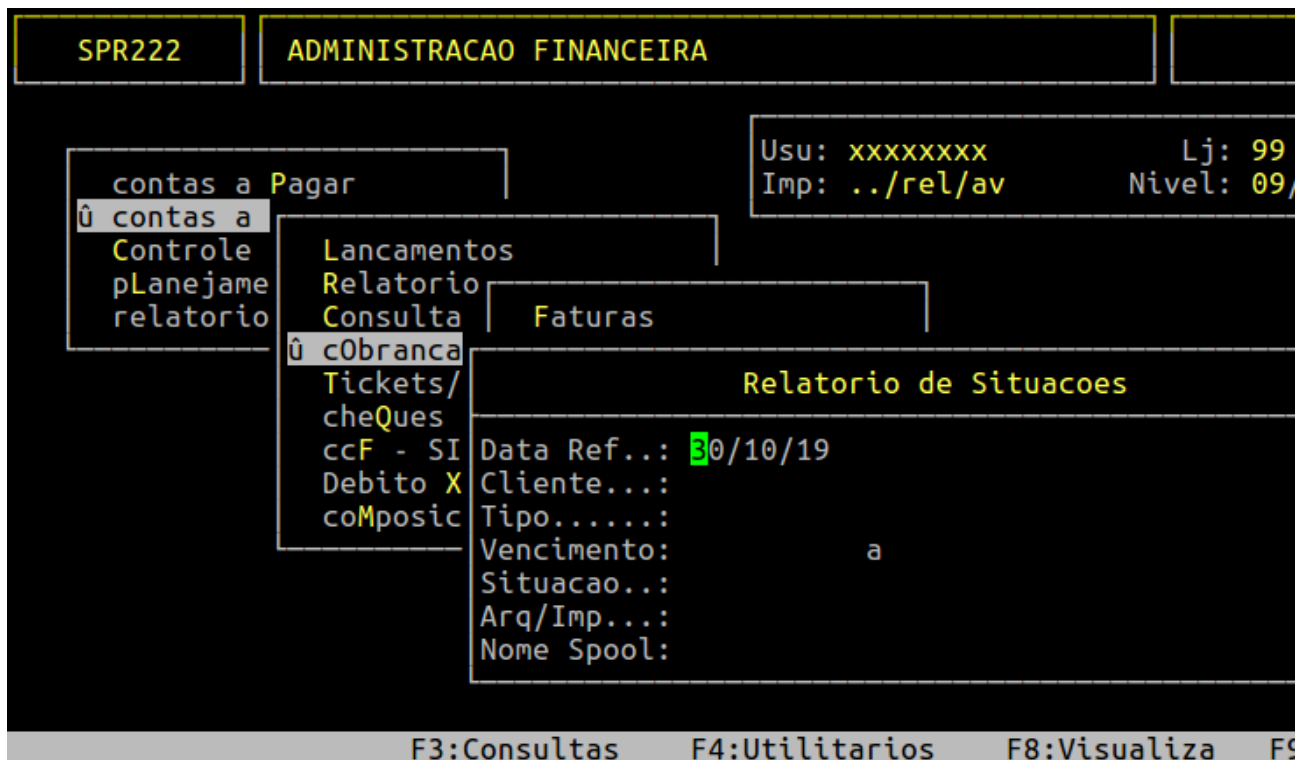 SPR222 ADMINISTRACAO FINANCEIRA
Usu: xxxxxxxx Lj: 99
Imp: ../rel/av Nivel: 09/
contas a Pagar
û contas a
Controle
pLanejame
relatorio
Lancamentos
Relatorio
Consulta
û cObranca
Tickets/
cheQues
ccF - SI
Debito X
coMposic
Faturas
Relatorio de Situacoes
Data Ref..: 30/10/19
Cliente...:
Tipo......:
Vencimento: a
Situacao..:
Arq/Imp...:
Nome Spool:
F3:Consultas F4:Utilitarios F8:Visualiza F9